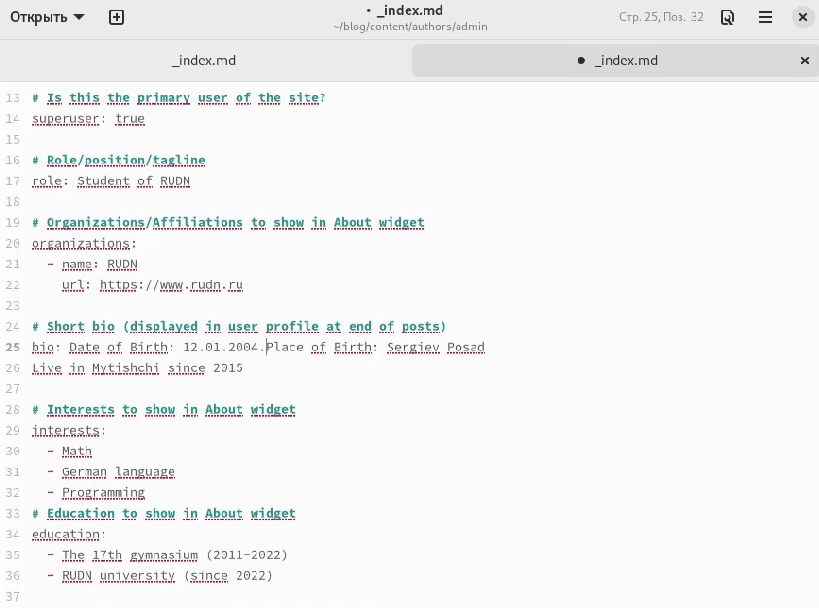 Открыть
• _index.md
~/blog/content/authors/admin
Стр. 25, Поз. 32
_index.md
● _index.md
13 # Is this the primary user of the site?
14 superuser: true
15
16 # Role/position/tagline
17 role: Student of RUDN
18
19 # Organizations/Affiliations to show in About widget
20 organizations:
21   - name: RUDN
22     url: https://www.rudn.ru
23
24 # Short bio (displayed in user profile at end of posts)
25 bio: Date of Birth: 12.01.2004.Place of Birth: Sergiev Posad
26 Live in Mytishchi since 2015
27
28 # Interests to show in About widget
29 interests:
30   - Math
31   - German language
32   - Programming
33 # Education to show in About widget
34 education:
35   - The 17th gymnasium (2011-2022)
36   - RUDN university (since 2022)
37